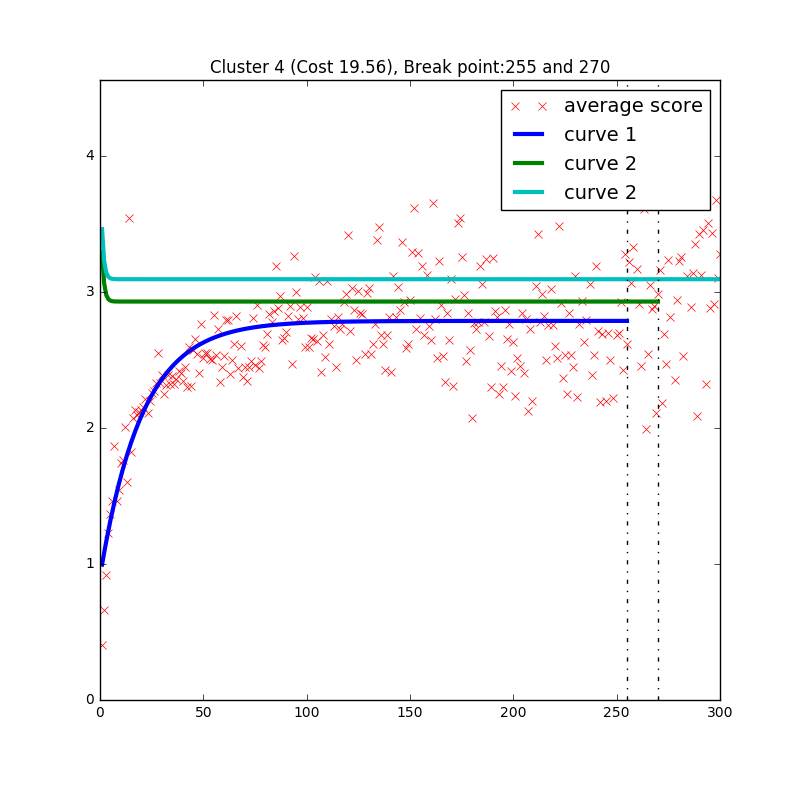 Cluster 4 (Cost 19.56), Break point:255 and 270
average score
curve 1
curve 2
curve 2
4
3
2
1
0
0 50 100 150 200 250 300